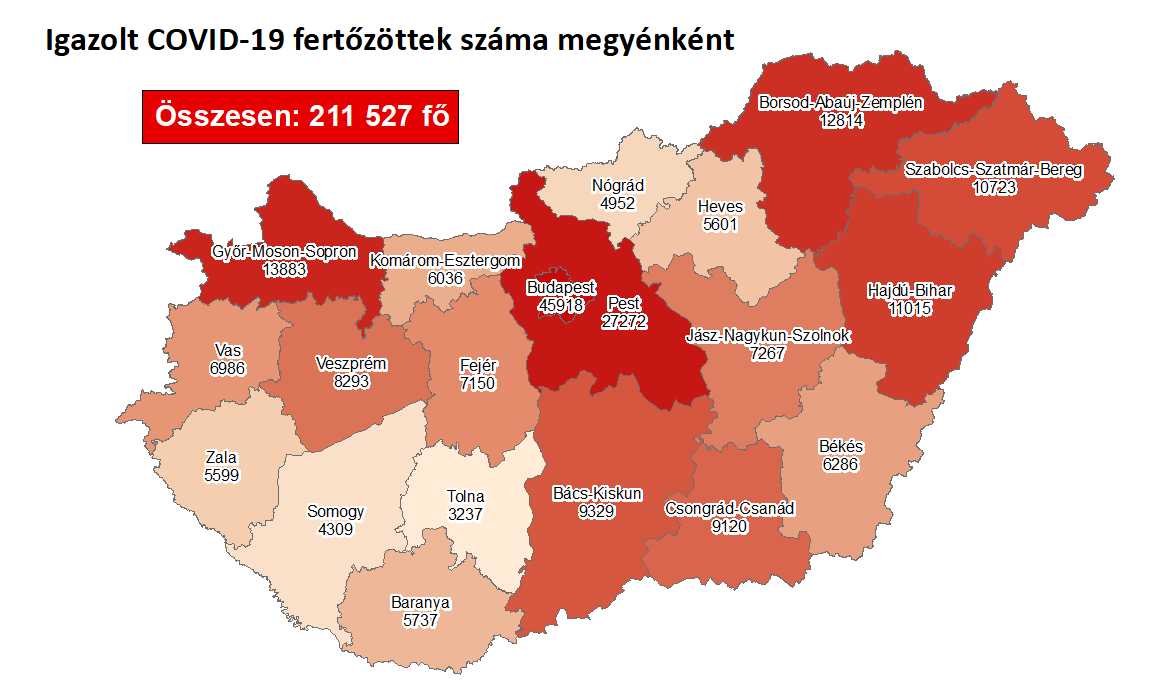 Igazolt COVID-19 fertőzöttek száma megyénként
Összesen: 211 527 fő
Borsod-Abaúj-Zemplén
12814
Szabolcs-Szatmár-Bereg
10723
Nógrád
4952
Heves
5601
Győr-Moson-Sopron
13883
Komárom-Esztergom
6036
Budapest
45918
Pest
27272
Hajdú-Bihar
11015
Jász-Nagykun-Szolnok
7267
Vas
6986
Veszprém
8293
Fejér
7150
Békés
6286
Zala
5599
Somogy
4309
Tolna
3237
Bács-Kiskun
9329
Csongrád-Csanád
9120
Baranya
5737